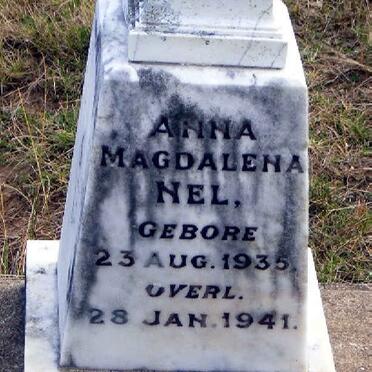 ANNA
MAGDALENA
NEL,
GEBORE
23 AUG. 1935.
OVERL.
28 JAN. 1941.